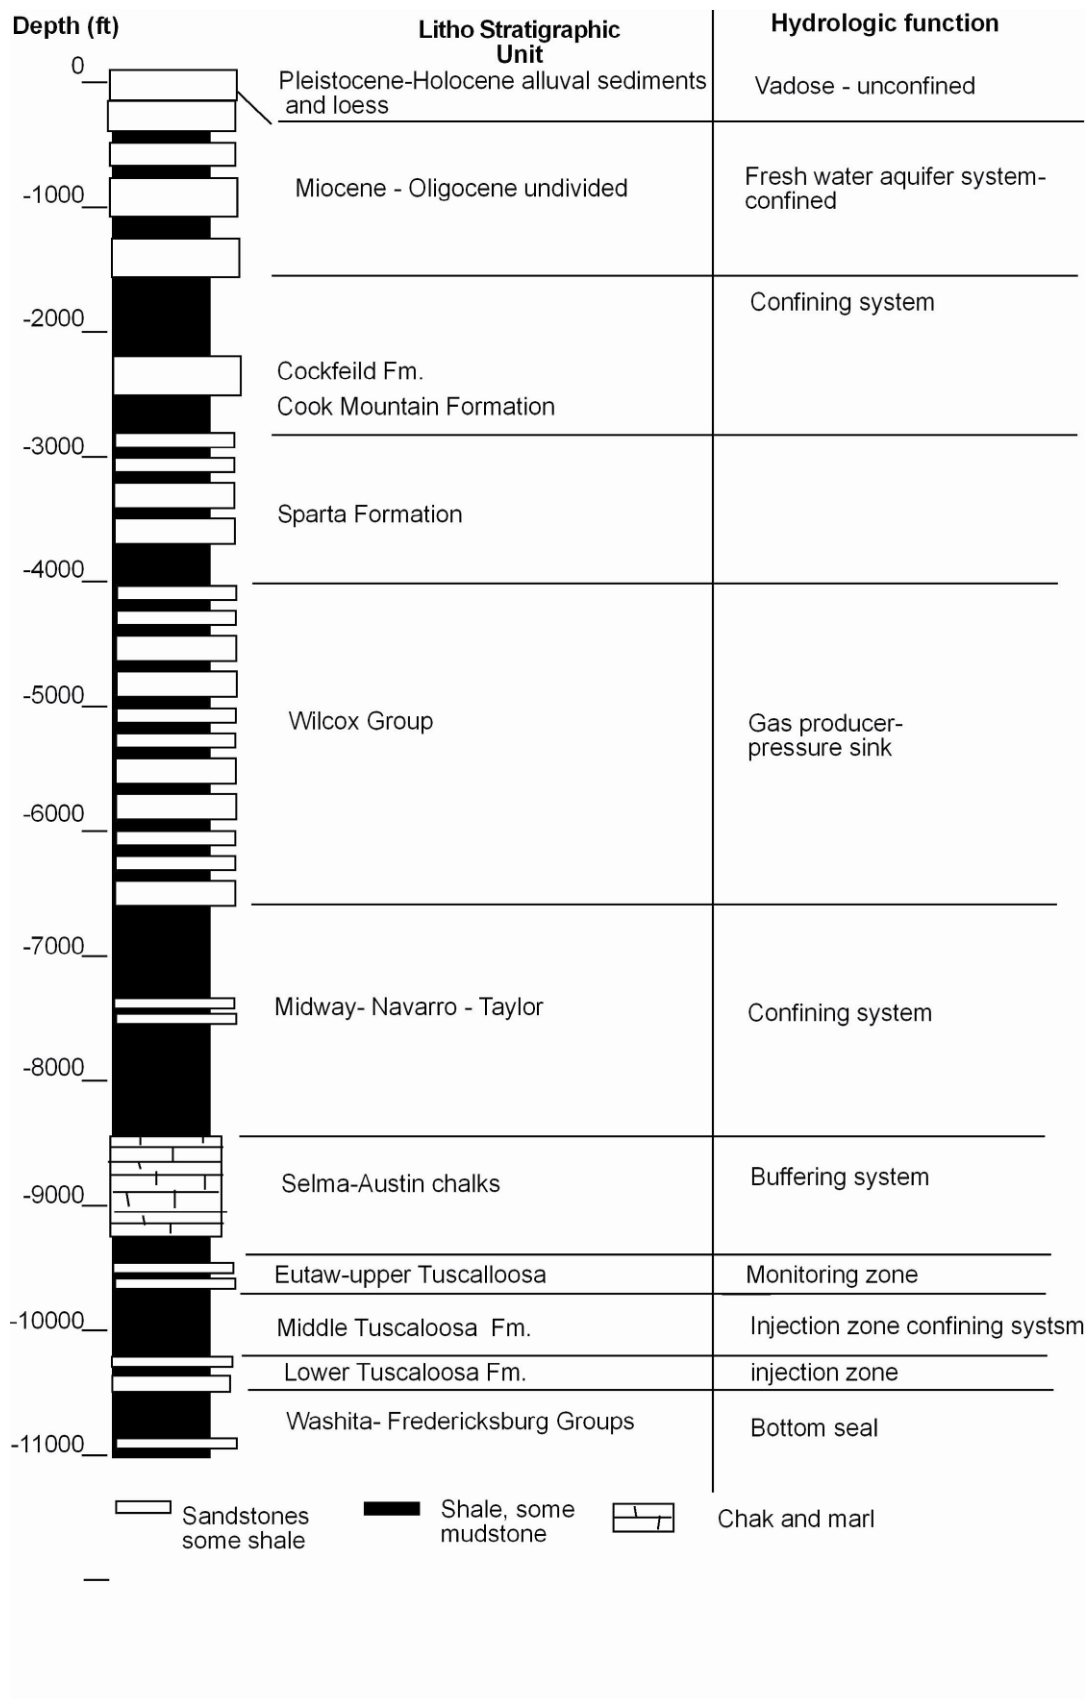 Depth (ft)
Litho Stratigraphic
Unit
Hydrologic function
0
Pleistocene-Holocene alluval sediments
and loess
Vadose - unconfined
-1000
Miocene - Oligocene undivided
Fresh water aquifer system-
confined
-2000
Confining system
Cockfeild Fm.
Cook Mountain Formation
-3000
Sparta Formation
-4000
-5000
Wilcox Group
Gas producer-
pressure sink
-6000
-7000
Midway- Navarro - Taylor
Confining system
-8000
-9000
Selma-Austin chalks
Buffering system
Eutaw-upper Tuscalloosa
Monitoring zone
-10000
Middle Tuscaloosa Fm.
Injection zone confining systsm
Lower Tuscaloosa Fm.
injection zone
Washita- Fredericksburg Groups
Bottom seal
-11000
Sandstones
some shale
Shale, some
mudstone
Chak and marl